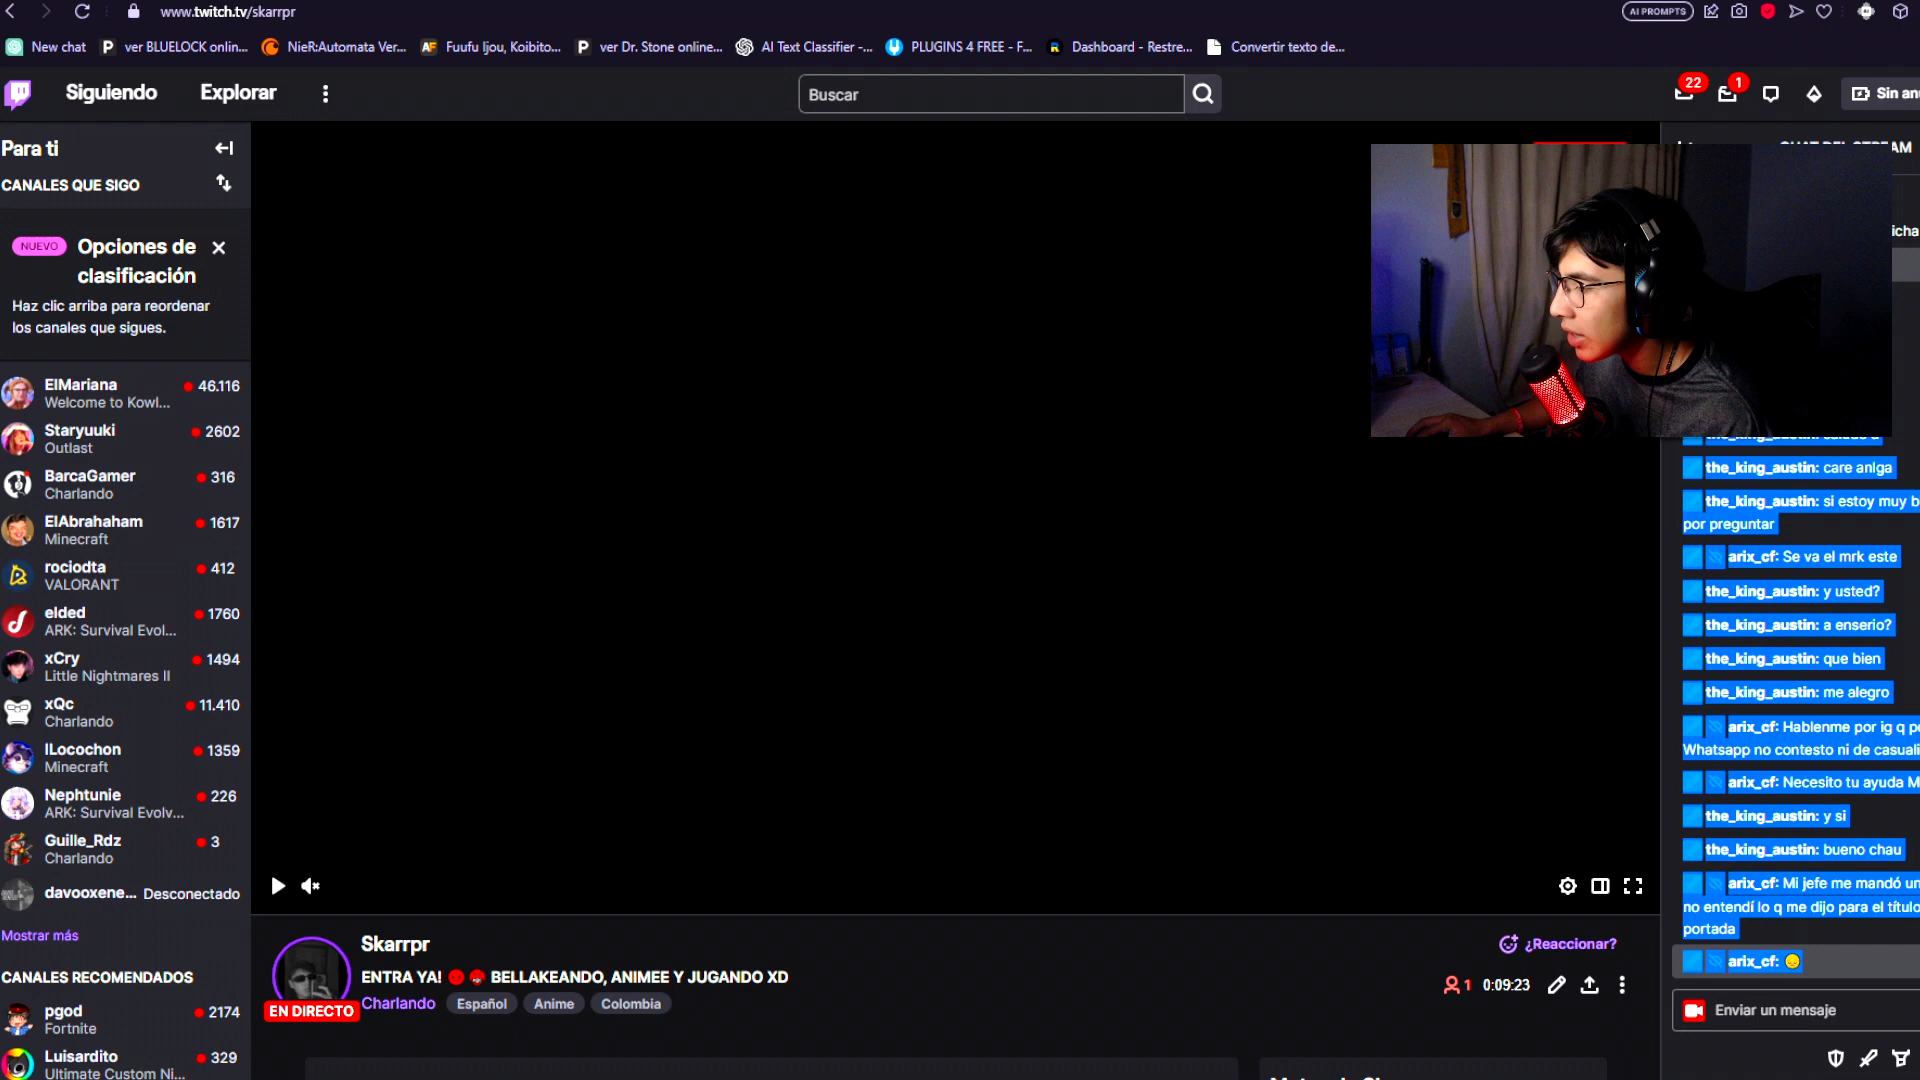 www.twitch.tv/skarrpr
AI PROMPTS
New chat
ver BLUELOCK onlin...
NieR:Automata Ver...
Fuufu Ijou, Koibito...
ver Dr. Stone online...
AI Text Classifier -...
PLUGINS 4 FREE - F...
Dashboard - Restre...
Convertir texto de...
Siguiendo
Explorar
Buscar
22
1
Sin an
Para ti
CANALES QUE SIGO
NUEVO
Opciones de
clasificación
Haz clic arriba para reordenar
los canales que sigues.
ElMariana 46.116
Welcome to Kowl...
Staryuuki 2602
Outlast
BarcaGamer 316
Charlando
ElAbrahaham 1617
Minecraft
rociodta 412
VALORANT
elded 1760
ARK: Survival Evol...
xCry 1494
Little Nightmares II
xQc 11.410
Charlando
ILocochon 1359
Minecraft
Nephtunie 226
ARK: Survival Evolv...
Guille_Rdz 3
Charlando
davooxene... Desconectado
Mostrar más
CANALES RECOMENDADOS
pgod 2174
Fortnite
Luisardito 329
Ultimate Custom Ni...
Skarrpr
ENTRA YA! 😡 BELLAKEANDO, ANIMEE Y JUGANDO XD
EN DIRECTO
Charlando Español Anime Colombia
¿Reaccionar?
1 0:09:23
icha
the_king_austin: care anlga
the_king_austin: si estoy muy b
por preguntar
arix_cf: Se va el mrk este
the_king_austin: y usted?
the_king_austin: a enserio?
the_king_austin: que bien
the_king_austin: me alegro
arix_cf: Hablenme por ig q p
Whatsapp no contesto ni de casuali
arix_cf: Necesito tu ayuda M
the_king_austin: y si
the_king_austin: bueno chau
arix_cf: Mi jefe me mandó un
no entendí lo q me dijo para el título
portada
arix_cf: 😔
Enviar un mensaje